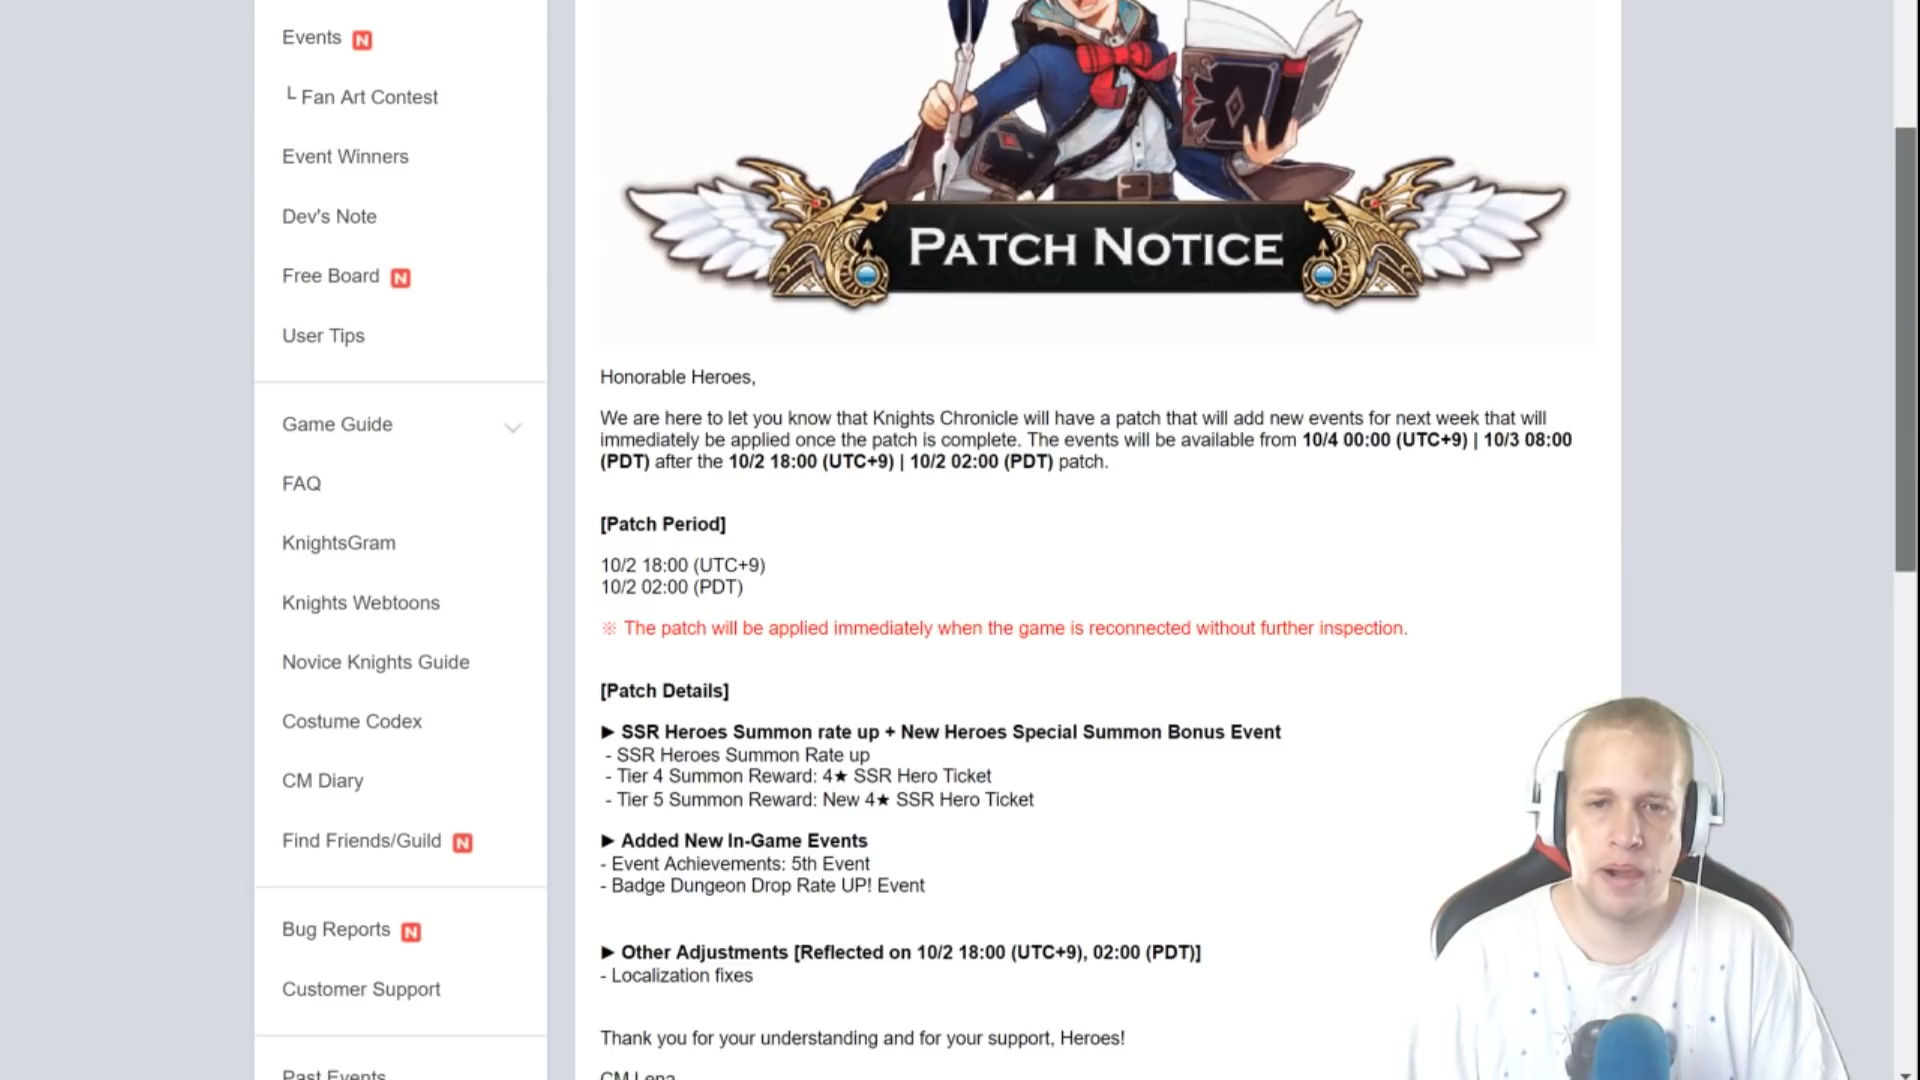 Events N
└ Fan Art Contest
Event Winners
Dev's Note
Free Board N
User Tips
Game Guide
FAQ
KnightsGram
Knights Webtoons
Novice Knights Guide
Costume Codex
CM Diary
Find Friends/Guild N
Bug Reports N
Customer Support
Past Events
PATCH NOTICE
Honorable Heroes,
We are here to let you know that Knights Chronicle will have a patch that will add new events for next week that will
immediately be applied once the patch is complete. The events will be available from 10/4 00:00 (UTC+9) | 10/3 08:00
(PDT) after the 10/2 18:00 (UTC+9) | 10/2 02:00 (PDT) patch.
[Patch Period]
10/2 18:00 (UTC+9)
10/2 02:00 (PDT)
※ The patch will be applied immediately when the game is reconnected without further inspection.
[Patch Details]
► SSR Heroes Summon rate up + New Heroes Special Summon Bonus Event
- SSR Heroes Summon Rate up
- Tier 4 Summon Reward: 4★ SSR Hero Ticket
- Tier 5 Summon Reward: New 4★ SSR Hero Ticket
► Added New In-Game Events
- Event Achievements: 5th Event
- Badge Dungeon Drop Rate UP! Event
► Other Adjustments [Reflected on 10/2 18:00 (UTC+9), 02:00 (PDT)]
- Localization fixes
Thank you for your understanding and for your support, Heroes!
CM Lena